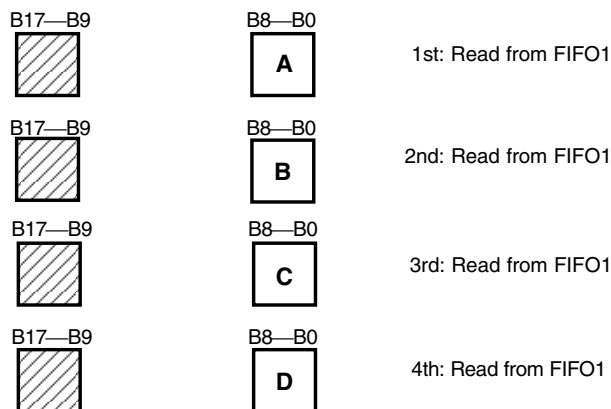 B17—B9 B8—B0
A 1st: Read from FIFO1
B17—B9 B8—B0
B 2nd: Read from FIFO1
B17—B9 B8—B0
C 3rd: Read from FIFO1
B17—B9 B8—B0
D 4th: Read from FIFO1